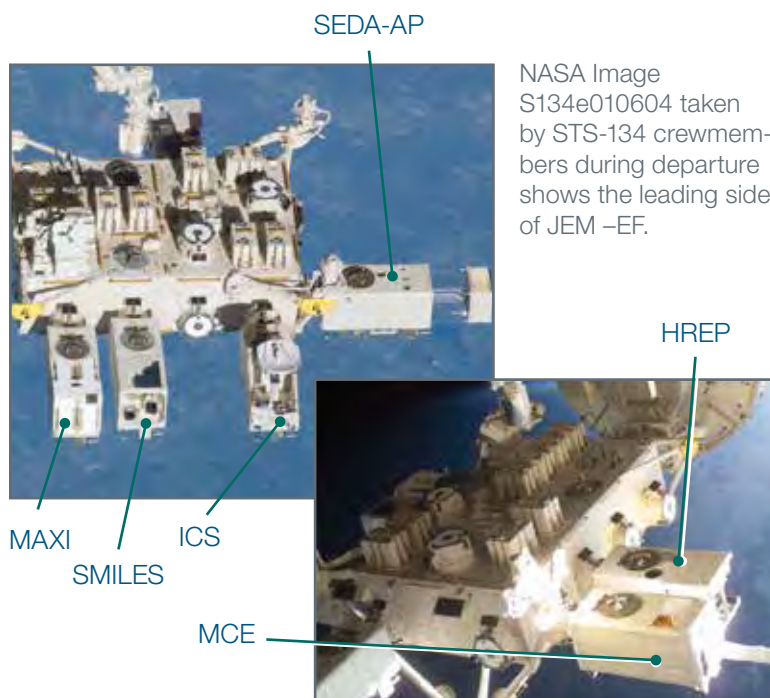 SEDA-AP
NASA Image
S134e010604 taken
by STS-134 crewmem-
bers during departure
shows the leading side
of JEM –EF.
HREP
MAXI
SMILES
ICS
MCE